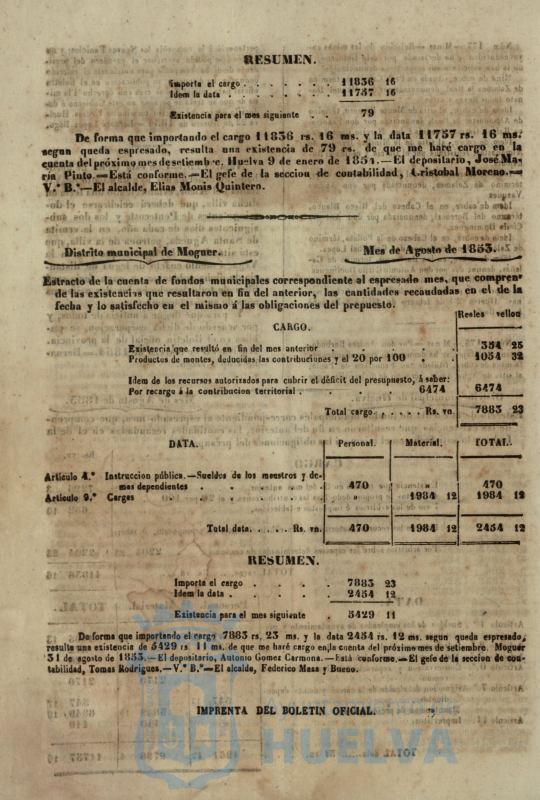 RESUMEN.
Importa el cargo . . . . . . 11836 16
Idem la data . . . . . . . 11757 16
Existencia para el mes siguiente . . 79
De forma que importando el cargo 11836 rs. 16 ms. y la data 11757 rs. 16 ms.
segun queda espresado, resulta una existencia de 79 rs. de que me haré cargo en la
cuenta del próximo mes de setiembre. Huelva 9 de enero de 1854.—El depositario, José Ma-
ría Pinto.—Está conforme.—El gefe de la seccion de contabilidad, Cristobal Moreno.—
V.º B.º—El alcalde, Elias Monis Quintero.
Distrito municipal de Moguer. Mes de Agosto de 1853.
Estracto de la cuenta de fondos municipales correspondiente al espresado mes, que compren-
de las existencias que resultaron en fin del anterior, las cantidades recaudadas en el de la
fecha y lo satisfecho en el mismo á las obligaciones del prepuesto.
Reales vellon
CARGO.
Existencia que resultó en fin del mes anterior . . . . . 354 25
Productos de montes, deducidas las contribuciones y el 20 por 100 . . 1054 32
Idem de los recursos autorizados para cubrir el déficit del presupuesto, á saber:
Por recargo á la contribucion territorial . . . . 6474 6474
Total cargo. . . . . . Rs. vn. 7883 23
DATA. Personal. Material. TOTAL.
Artículo 4.º Instruccion pública.—Sueldos de los maestros y de-
mas dependientes . . . . . . 470 » 470
Artículo 9.º Cargas . . . . . . » 1984 12 1984 12
Total data. . . . . Rs. vn. 470 1984 12 2454 12
RESUMEN.
Importa el cargo . . . . . 7883 23
Idem la data . . . . . . 2454 12
Existencia para el mes siguiente . 5429 11
De forma que importando el cargo 7883 rs. 23 ms. y la data 2454 rs. 12 ms. segun queda espresado,
resulta una existencia de 5429 rs 11 ms. de que me haré cargo en la cuenta del próximo mes de setiembre. Moguer
31 de agosto de 1853.—El depositario, Antonio Gomez Carmona.—Está conforme.—El gefe de la seccion de con-
tabilidad, Tomas Rodriguez.—V.º B.º—El alcalde, Federico Masa y Bueno.
IMPRENTA DEL BOLETIN OFICIAL.
HUELVA